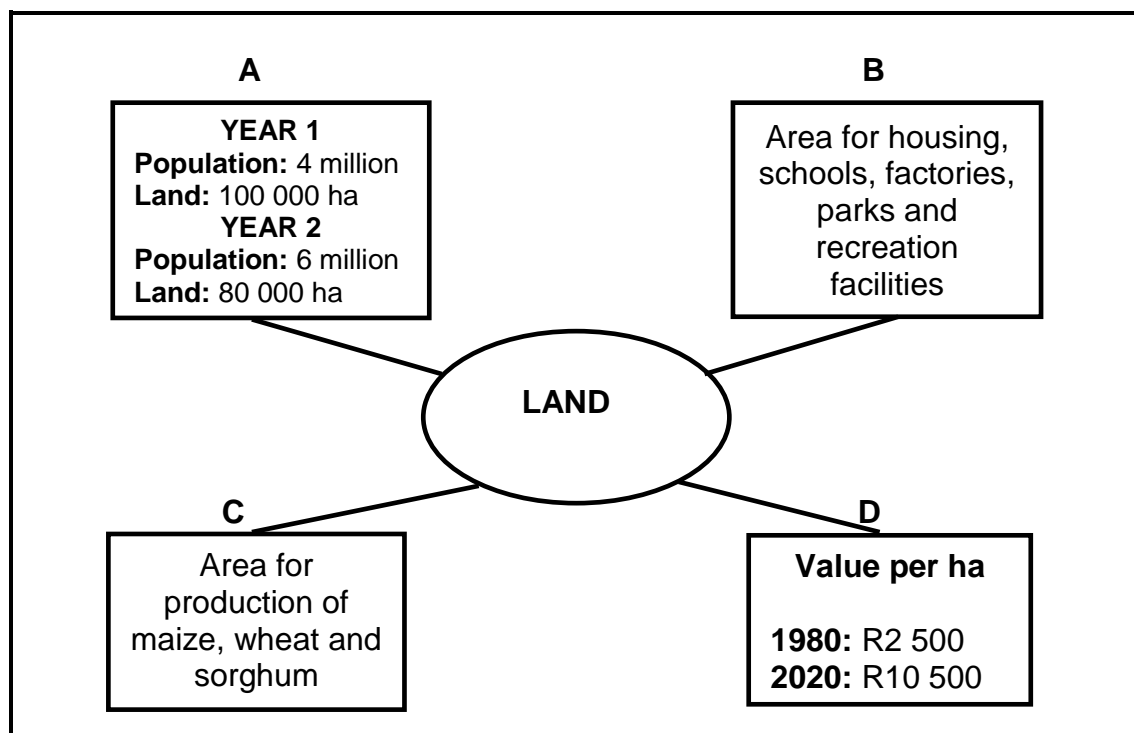 A
YEAR 1
Population: 4 million
Land: 100 000 ha
YEAR 2
Population: 6 million
Land: 80 000 ha
B
Area for housing,
schools, factories,
parks and
recreation
facilities
LAND
C
Area for
production of
maize, wheat and
sorghum
D
Value per ha
1980: R2 500
2020: R10 500